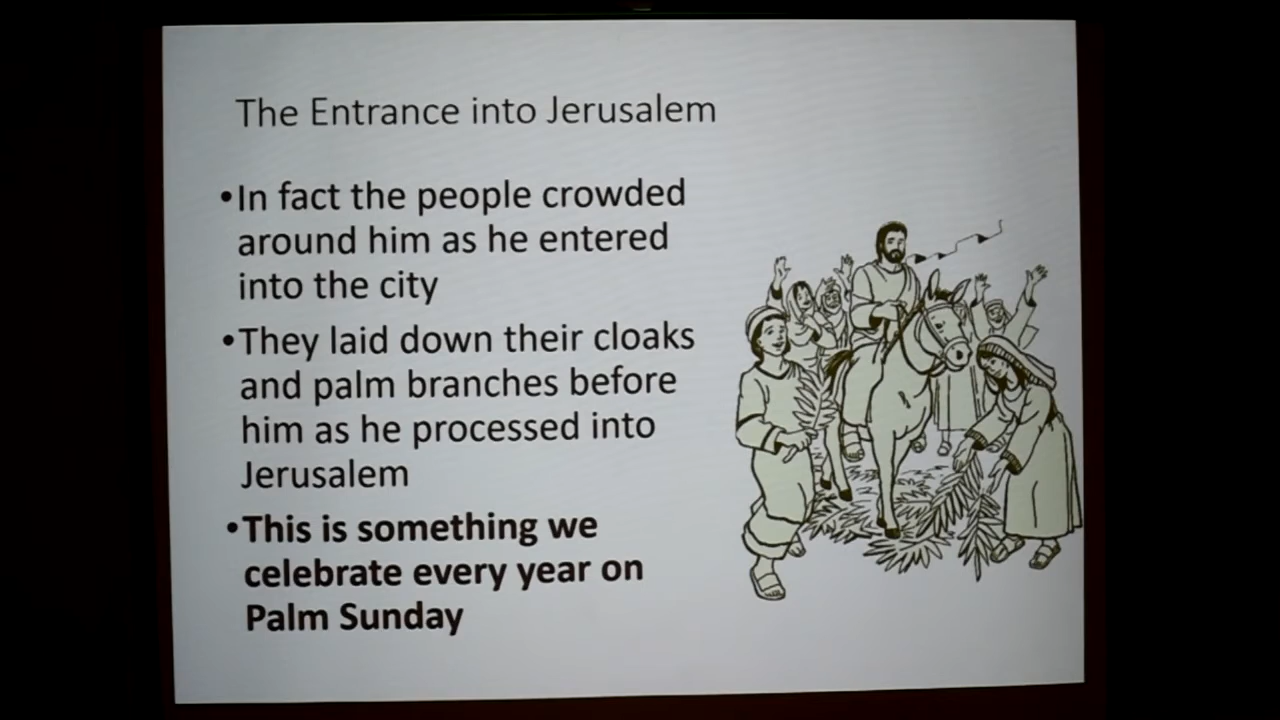 The Entrance into Jerusalem
•In fact the people crowded
around him as he entered
into the city
•They laid down their cloaks
and palm branches before
him as he processed into
Jerusalem
•This is something we
celebrate every year on
Palm Sunday